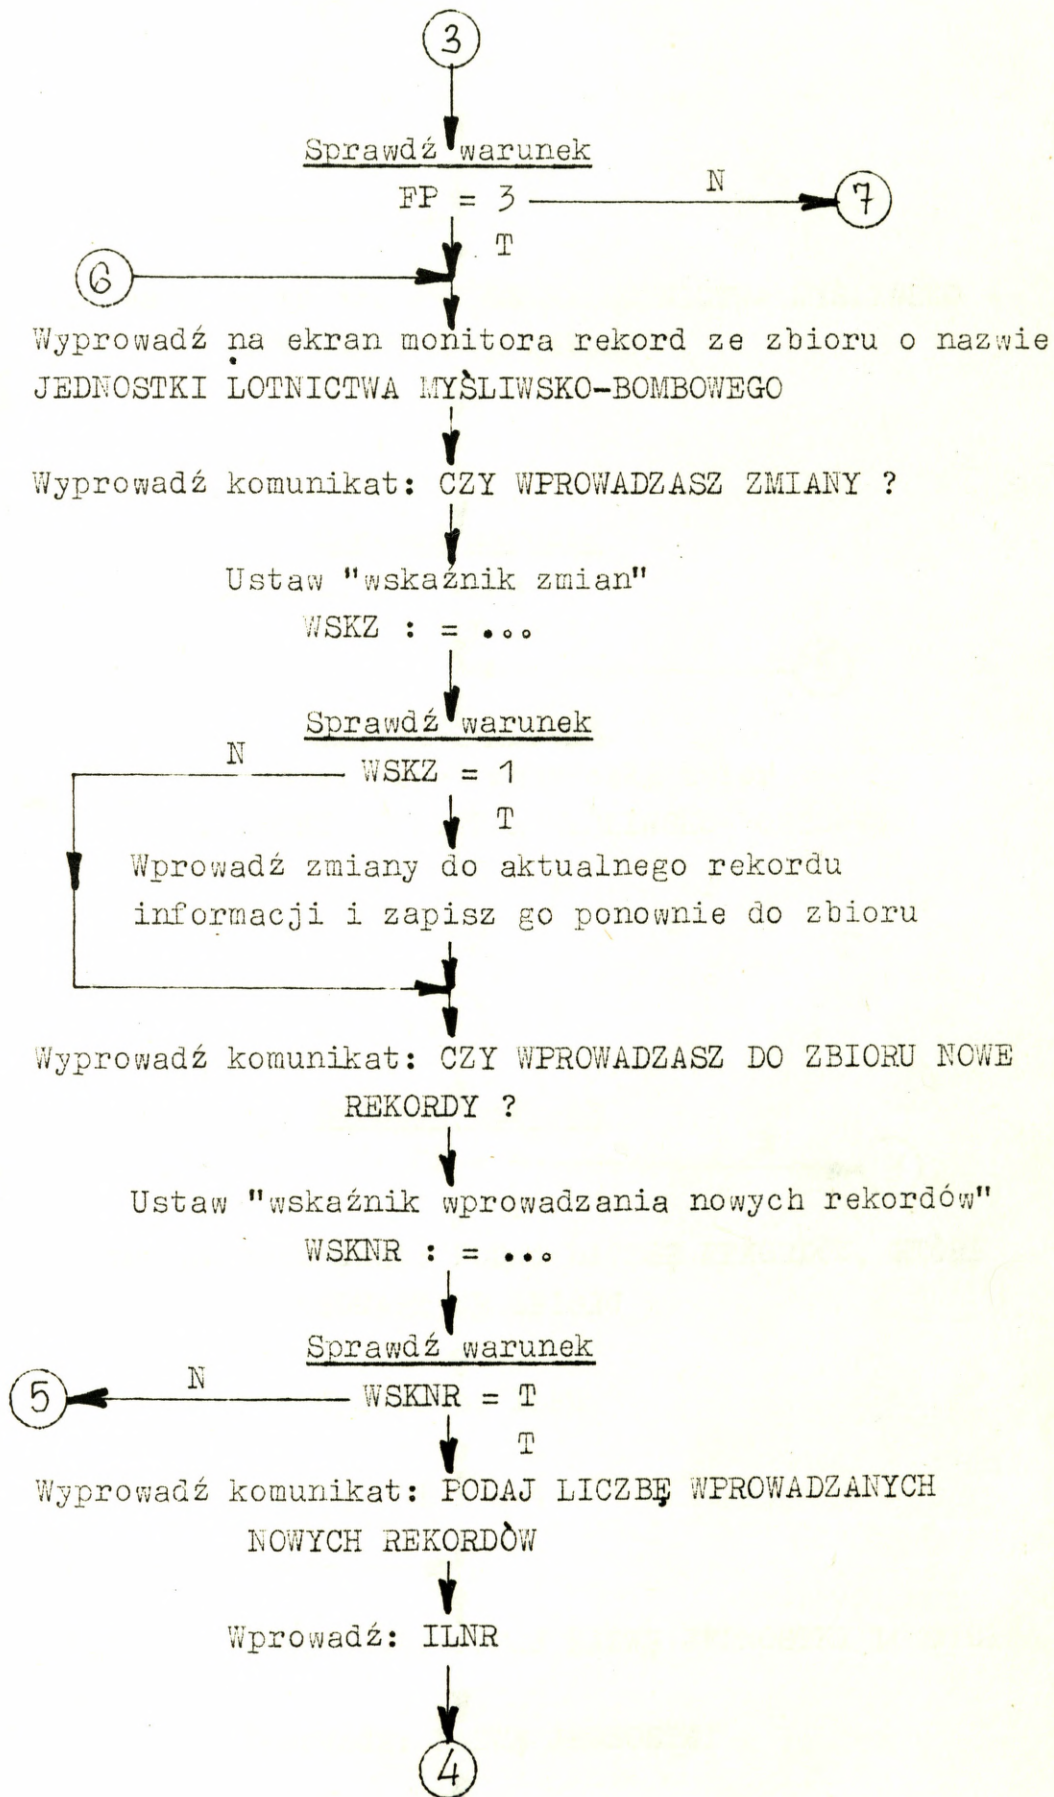 3
Sprawdź warunek
FP = 3 N 7
T
6
Wyprowadź na ekran monitora rekord ze zbioru o nazwie
JEDNOSTKI LOTNICTWA MYŚLIWSKO-BOMBOWEGO
Wyprowadź komunikat: CZY WPROWADZASZ ZMIANY ?
Ustaw "wskaźnik zmian"
WSKZ : = ...
Sprawdź warunek
N WSKZ = 1
T
Wprowadź zmiany do aktualnego rekordu
informacji i zapisz go ponownie do zbioru
Wyprowadź komunikat: CZY WPROWADZASZ DO ZBIORU NOWE
REKORDY ?
Ustaw "wskaźnik wprowadzania nowych rekordów"
WSKNR : = ...
Sprawdź warunek
5 N WSKNR = T
T
Wyprowadź komunikat: PODAJ LICZBĘ WPROWADZANYCH
NOWYCH REKORDÓW
Wprowadź: ILNR
4